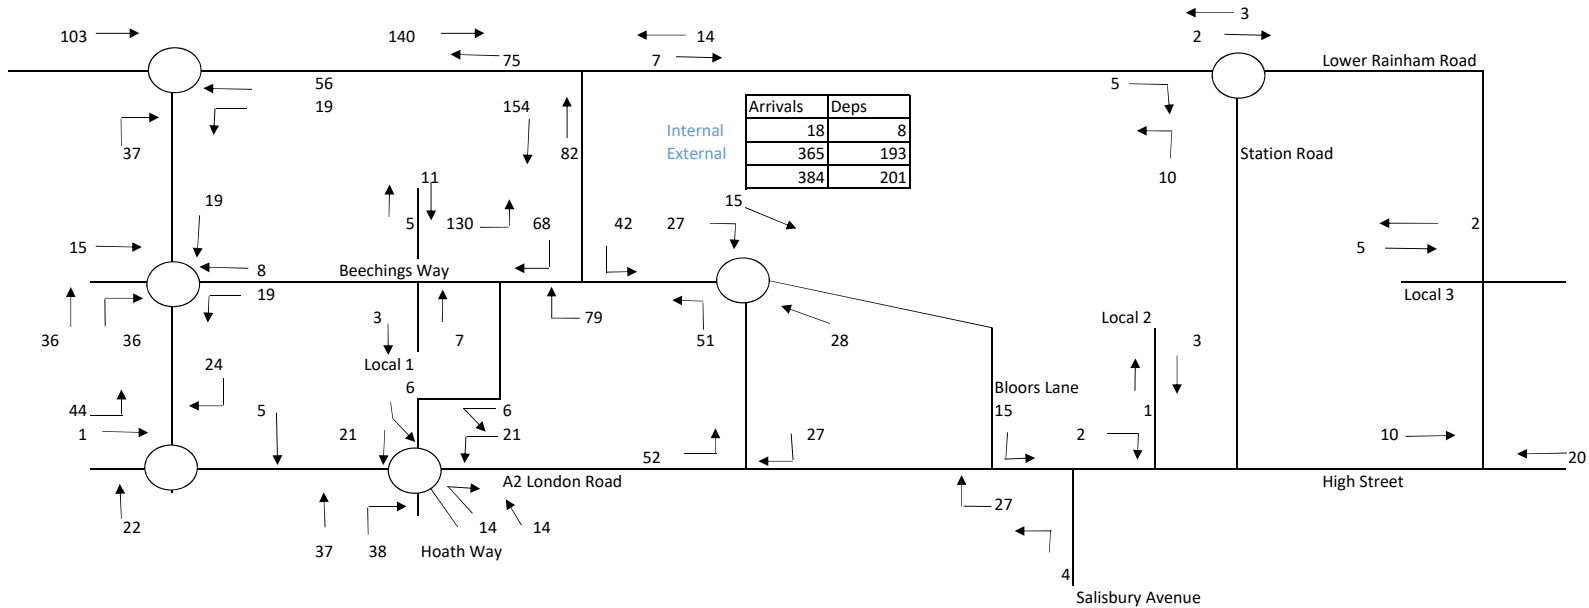 3
103 140 14 2
75 7 Lower Rainham Road
56 5
19 154 Arrivals Deps
Internal 18 8
37 82 External 365 193 Station Road
384 201
11 10
19 15
5 130 68 42 27 2
15 5
8 Beechings Way
19 Local 3
3 79 Local 2
36 36 7 51 28 3
24 Local 1
6 Bloors Lane
44 5 6 15 1
1 21 21 27 2 10
52 20
A2 London Road High Street
27
22 14 14
37 38 Hoath Way
4
Salisbury Avenue